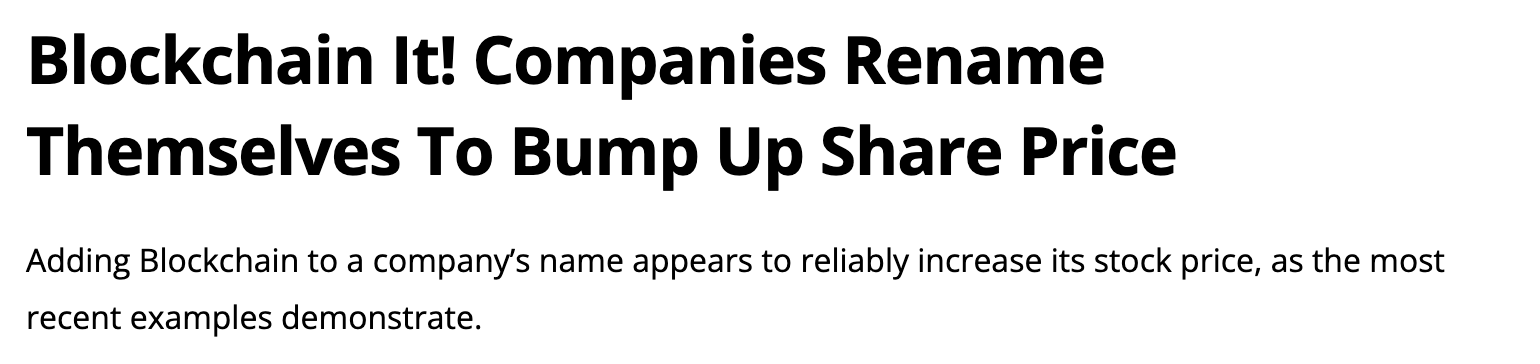 Blockchain It! Companies Rename
Themselves To Bump Up Share Price
Adding Blockchain to a company’s name appears to reliably increase its stock price, as the most
recent examples demonstrate.